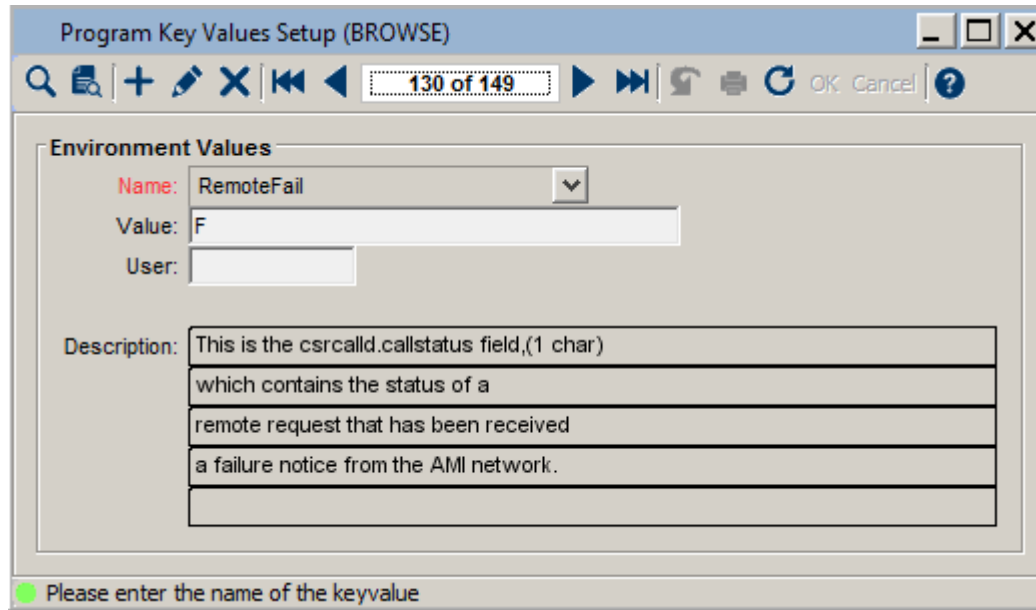 Program Key Values Setup (BROWSE)
130 of 149 OK Cancel
Environment Values
Name: RemoteFail
Value: F
User:
Description: This is the csrcalld.callstatus field,(1 char)
which contains the status of a
remote request that has been received
a failure notice from the AMI network.
Please enter the name of the keyvalue